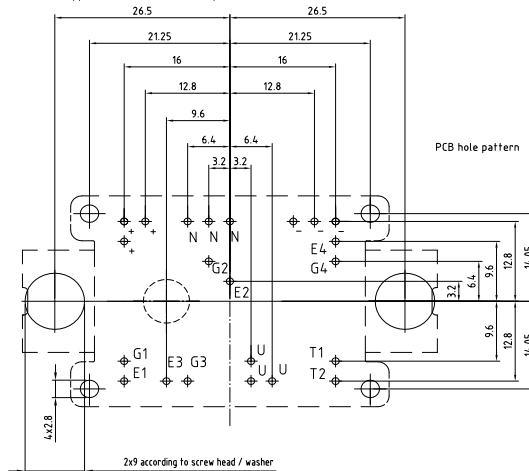 26.5 26.5
21.25 21.25
16 16
12.8 12.8
9.6
6.4 6.4
3.2 3.2
PCB hole pattern
+ + N N N - - -
+ E4
G2 G4
E2
3.2 6.4 9.6 12.8
9.6 12.8
G1 U T1
E1 E3 G3 U U T2
4x2.8
2x9 according to screw head / washer